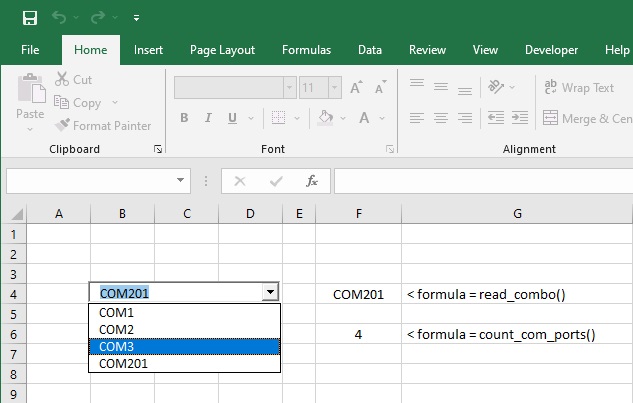 File Home Insert Page Layout Formulas Data Review View Developer Help
Cut
Copy
Paste
Format Painter
11 A A
B I U A
ab c Wrap Text
Merge & Cen
Clipboard Font Alignment
fx
A B C D E F G
1
2
3
4 COM201 COM201 < formula = read_combo()
5 COM1
COM2
6 4 < formula = count_com_ports()
7 COM3
8 COM201
9